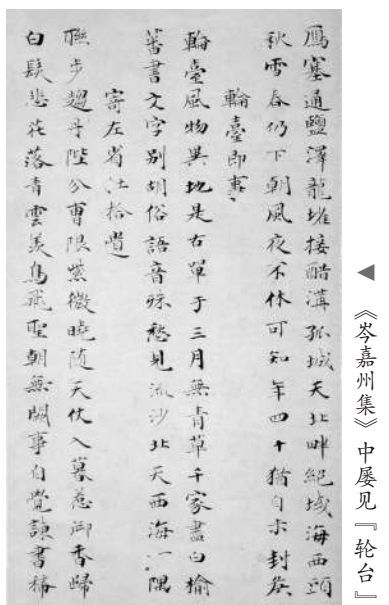 《岑嘉州集》中屡见『轮台』
鴈塞通鹽澤龍堆接醋溝孤城天北畔絕域海西頭
秋雪春仍下朝風夜不休可知年四十猶自未封矦
輪臺即事
輪臺風物異地是古單于三月無青草千家盡白榆
蕃書文字別胡俗語音殊愁見流沙北天西海一隅
寄左省杜拾遺
聮步趨丹陛分曹限紫微曉随天仗入暮惹御香歸
白髮悲花落青雲羨鳥飛聖朝無闕事自覺諫書稀